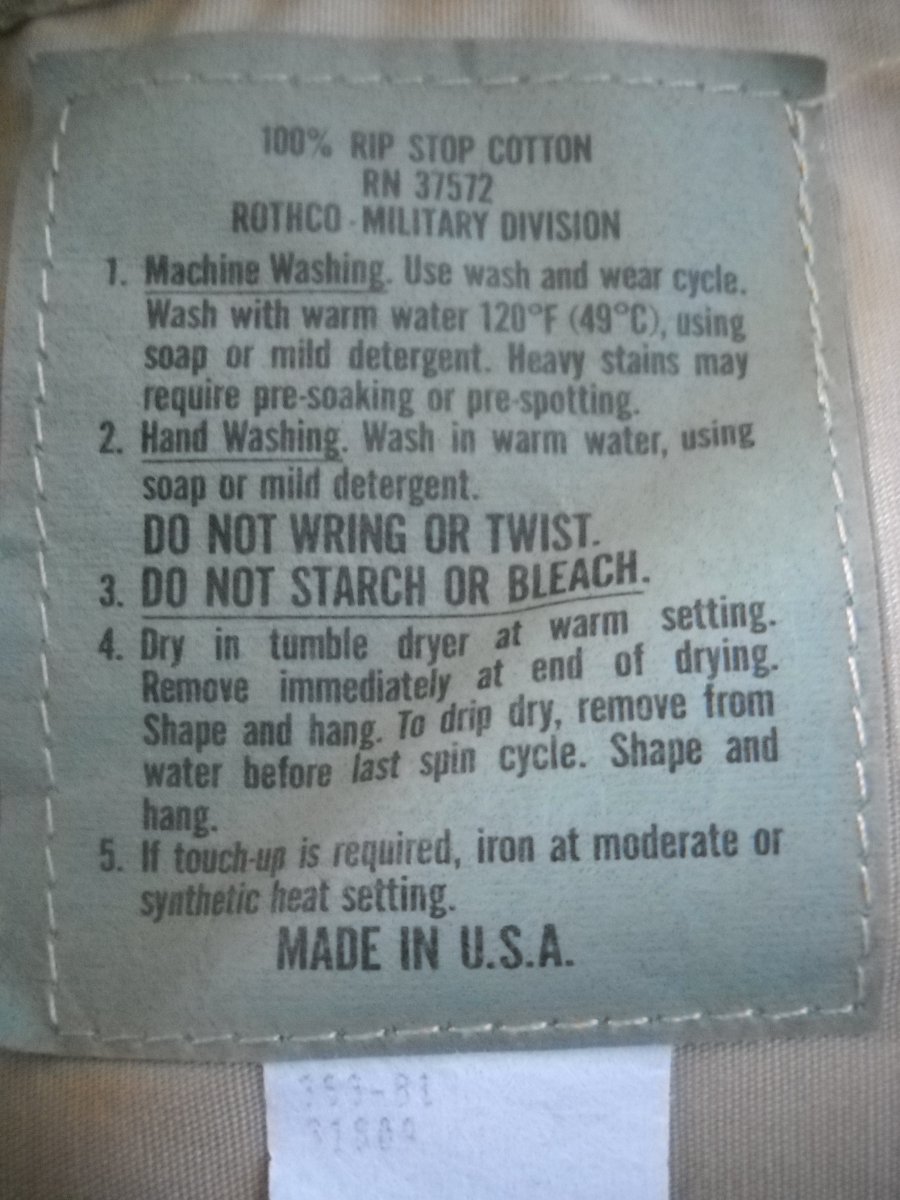 100% RIP STOP COTTON
RN 37572
ROTHCO - MILITARY DIVISION
1. Machine Washing. Use wash and wear cycle.
Wash with warm water 120°F (49°C), using
soap or mild detergent. Heavy stains may
require pre-soaking or pre-spotting.
2. Hand Washing. Wash in warm water, using
soap or mild detergent.
DO NOT WRING OR TWIST.
3. DO NOT STARCH OR BLEACH.
4. Dry in tumble dryer at warm setting.
Remove immediately at end of drying.
Shape and hang. To drip dry, remove from
water before last spin cycle. Shape and
hang.
5. If touch-up is required, iron at moderate or
synthetic heat setting.
MADE IN U.S.A.